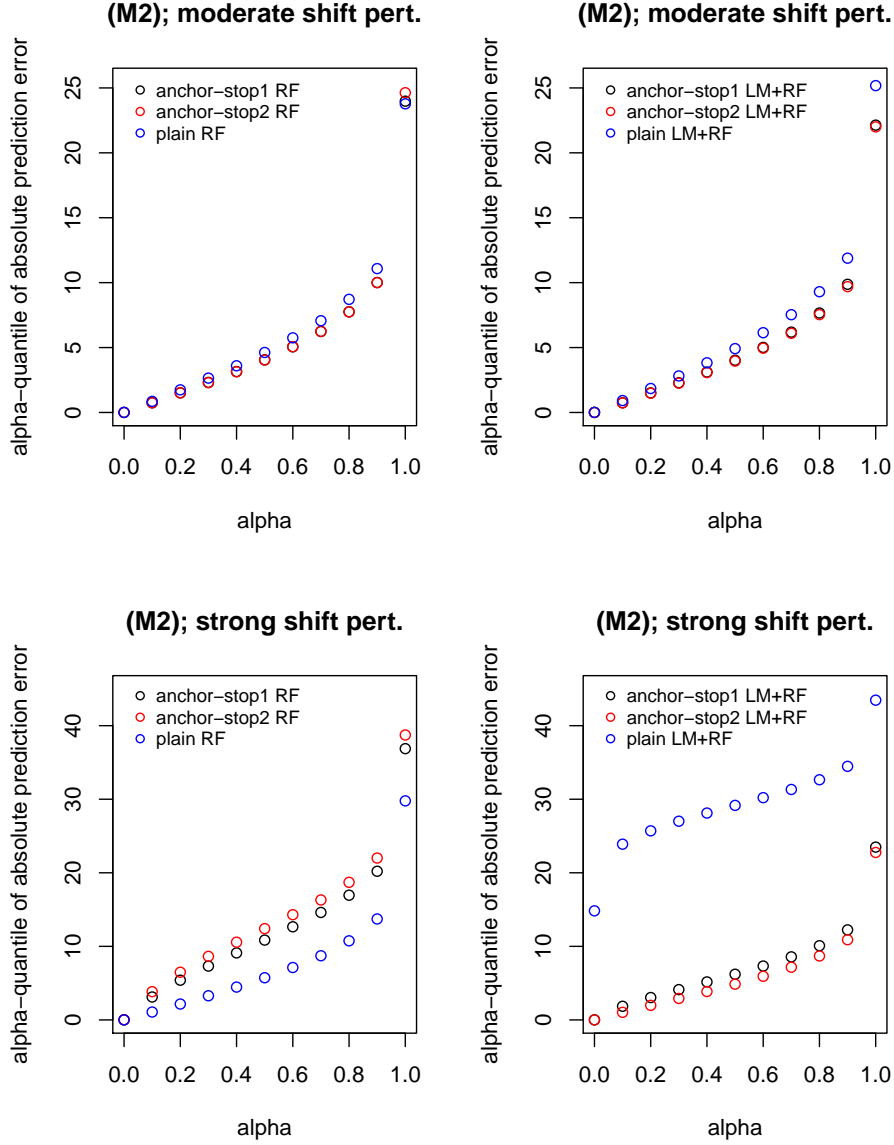 (M2); moderate shift pert.
alpha−quantile of absolute prediction error
25
20
15
10
5
0
anchor−stop1 RF
anchor−stop2 RF
plain RF
0.0 0.2 0.4 0.6 0.8 1.0
alpha
(M2); moderate shift pert.
alpha−quantile of absolute prediction error
25
20
15
10
5
0
anchor−stop1 LM+RF
anchor−stop2 LM+RF
plain LM+RF
0.0 0.2 0.4 0.6 0.8 1.0
alpha
(M2); strong shift pert.
alpha−quantile of absolute prediction error
40
30
20
10
0
anchor−stop1 RF
anchor−stop2 RF
plain RF
0.0 0.2 0.4 0.6 0.8 1.0
alpha
(M2); strong shift pert.
alpha−quantile of absolute prediction error
40
30
20
10
0
anchor−stop1 LM+RF
anchor−stop2 LM+RF
plain LM+RF
0.0 0.2 0.4 0.6 0.8 1.0
alpha